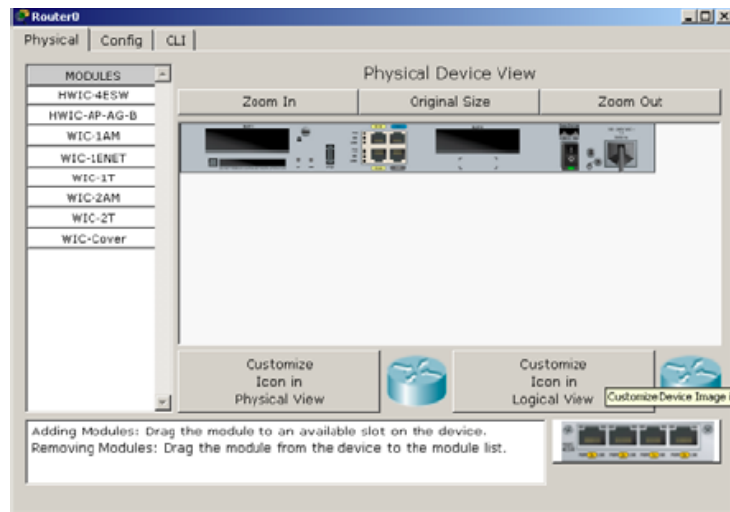 Router0
Physical Config CLI
MODULES
HWIC-4ESW
HWIC-AP-AG-B
WIC-1AM
WIC-1ENET
WIC-1T
WIC-2AM
WIC-2T
WIC-Cover
Physical Device View
Zoom In Original Size Zoom Out
Customize
Icon in
Physical View
Customize
Icon in
Logical View
Customize Device Image i
Adding Modules: Drag the module to an available slot on the device.
Removing Modules: Drag the module from the device to the module list.